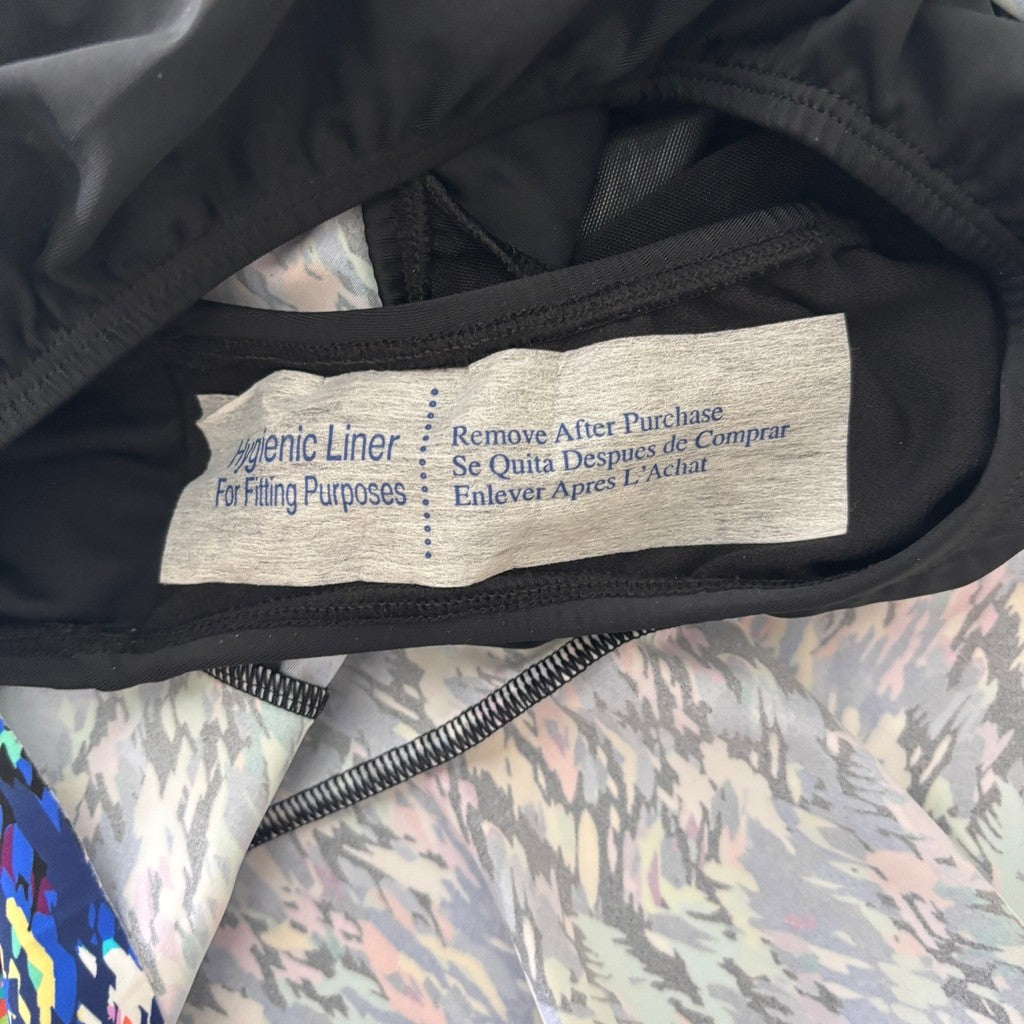 Hygienic Liner
For Fitting Purposes
Remove After Purchase
Se Quita Despues de Comprar
Enlever Apres L'Achat